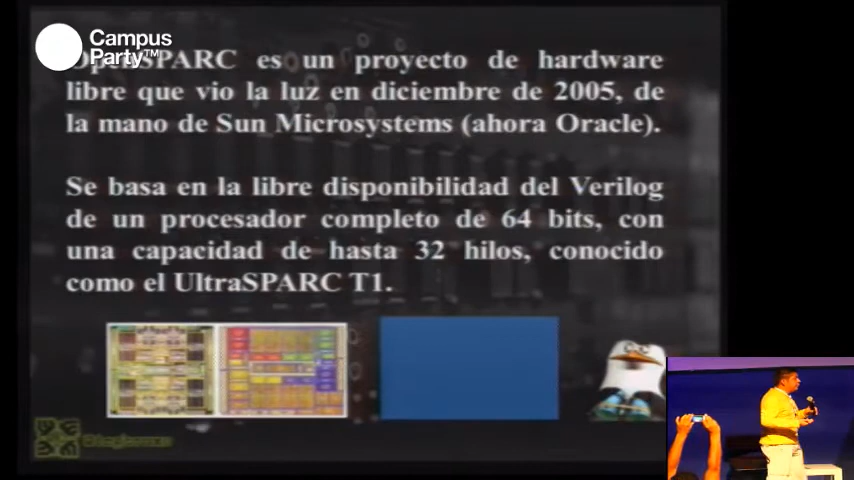 Campus
Party™
OpenSPARC es un proyecto de hardware
libre que vio la luz en diciembre de 2005, de
la mano de Sun Microsystems (ahora Oracle).
Se basa en la libre disponibilidad del Verilog
de un procesador completo de 64 bits, con
una capacidad de hasta 32 hilos, conocido
como el UltraSPARC T1.